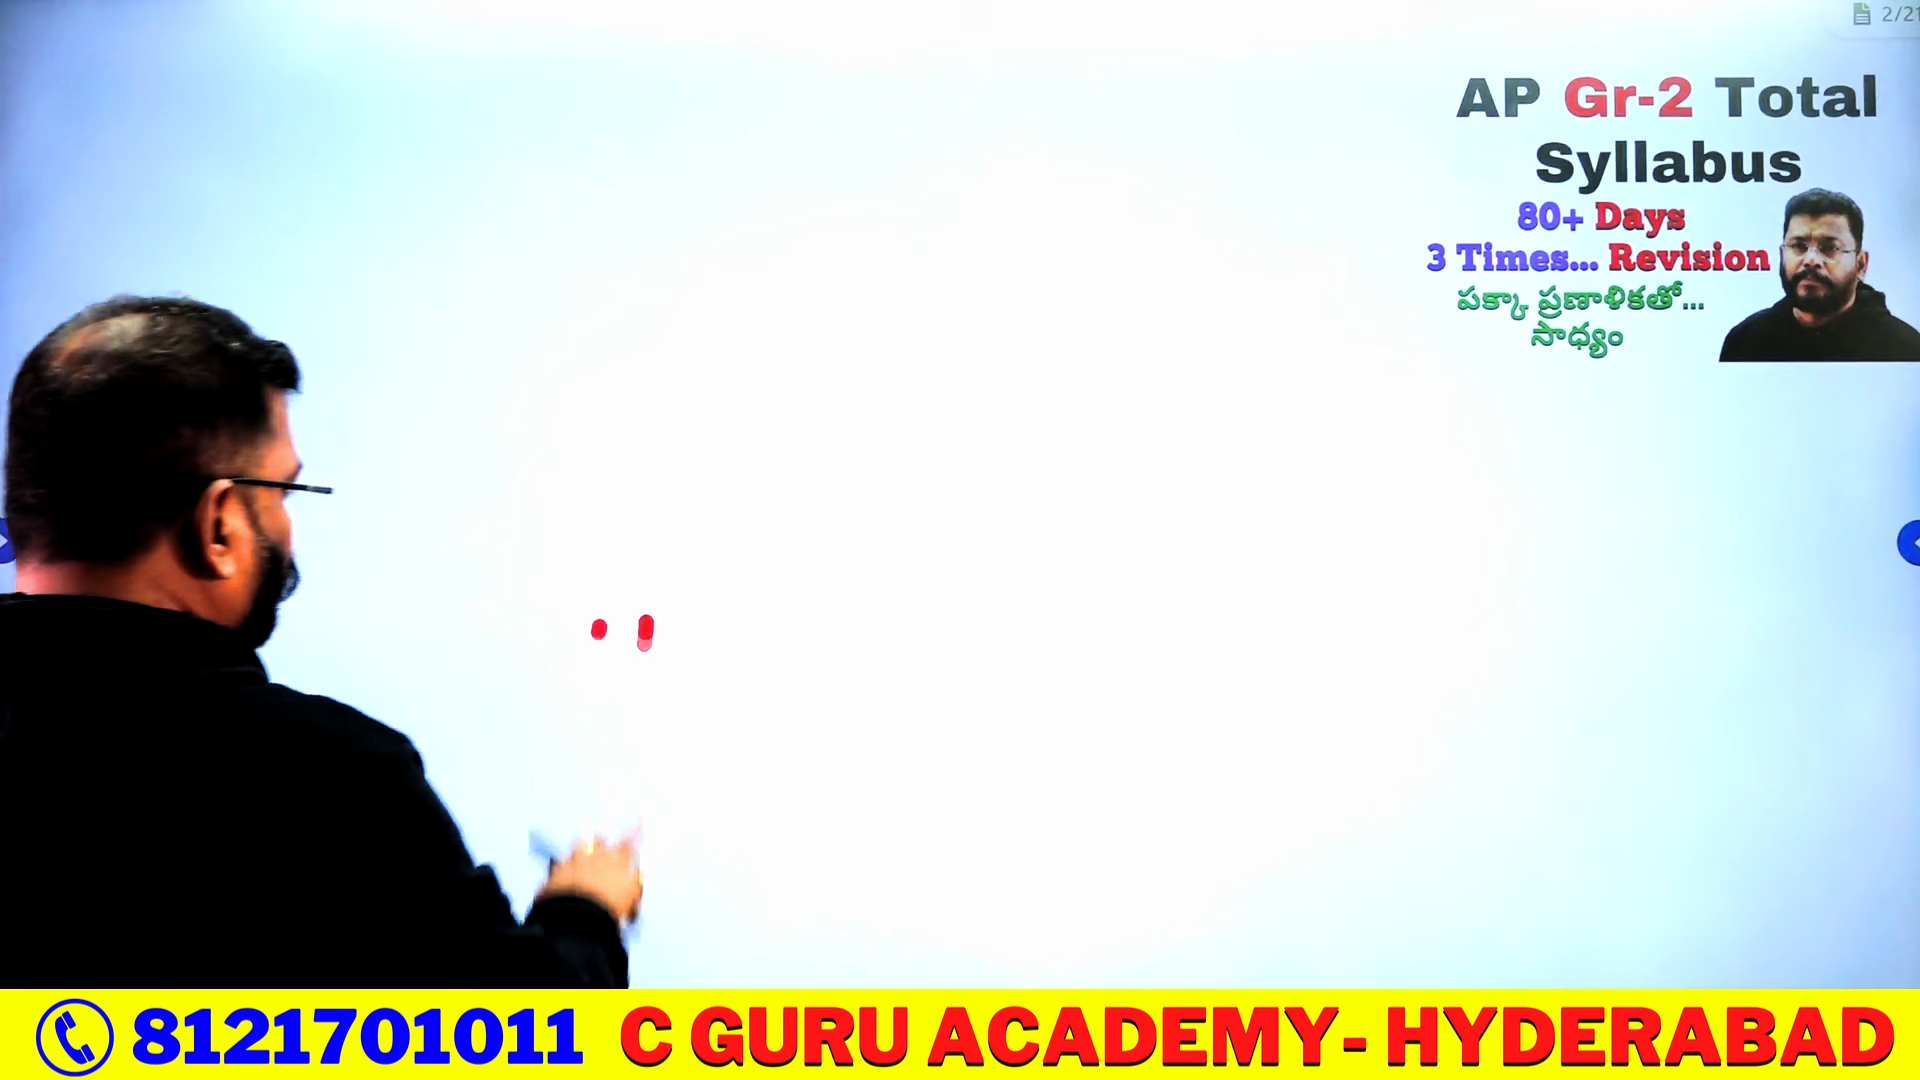 2/21
AP Gr-2 Total
Syllabus
80+ Days
3 Times... Revision
పక్కా ప్రణాళికతో...
సాధ్యం
8121701011 C GURU ACADEMY- HYDERABAD